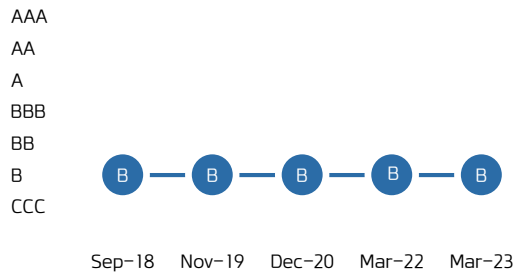 AAA
AA
A
BBB
BB
B B B B B B
CCC
Sep-18 Nov-19 Dec-20 Mar-22 Mar-23